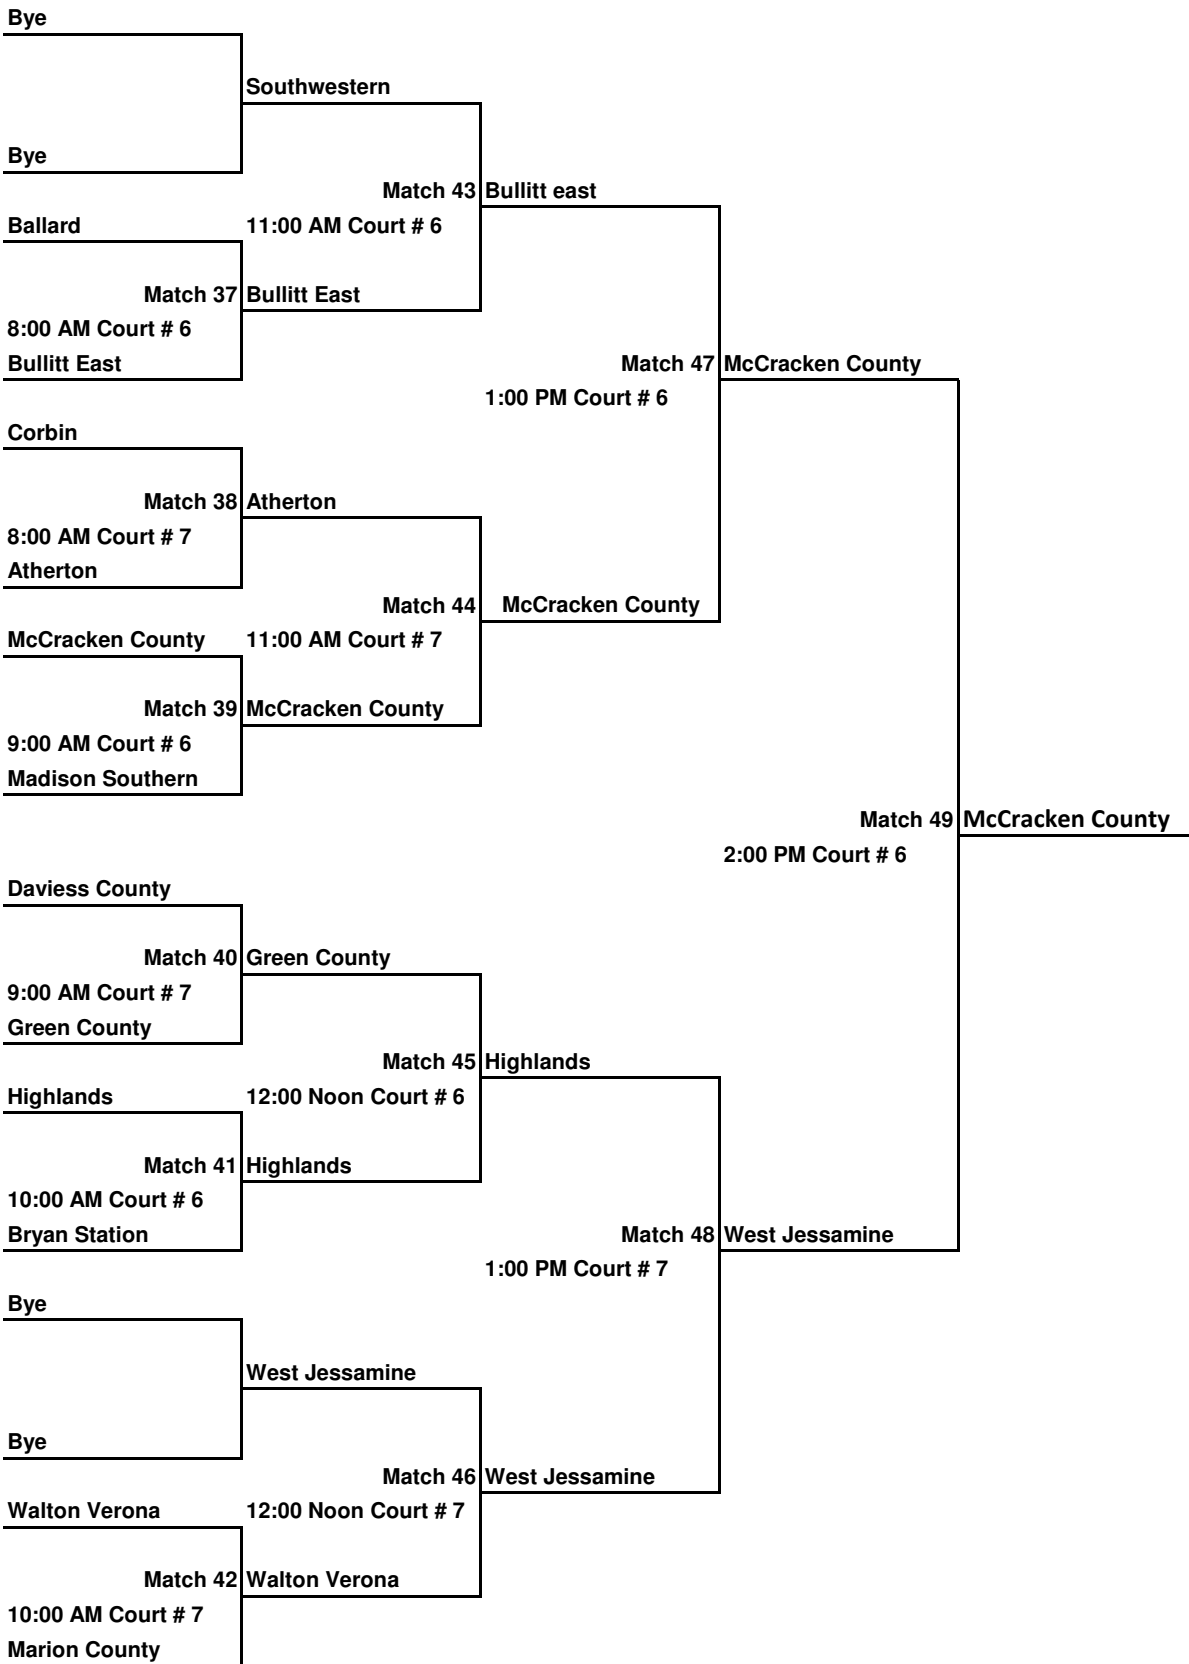 Bye
Southwestern
Bye
Match 43 Bullitt east
Ballard 11:00 AM Court # 6
Match 37 Bullitt East
8:00 AM Court # 6
Bullitt East
Match 47 McCracken County
1:00 PM Court # 6
Corbin
Match 38 Atherton
8:00 AM Court # 7
Atherton
Match 44 McCracken County
McCracken County 11:00 AM Court # 7
Match 39 McCracken County
9:00 AM Court # 6
Madison Southern
Match 49 McCracken County
2:00 PM Court # 6
Daviess County
Match 40 Green County
9:00 AM Court # 7
Green County
Match 45 Highlands
Highlands 12:00 Noon Court # 6
Match 41 Highlands
10:00 AM Court # 6
Bryan Station
Match 48 West Jessamine
1:00 PM Court # 7
Bye
West Jessamine
Bye
Match 46 West Jessamine
Walton Verona 12:00 Noon Court # 7
Match 42 Walton Verona
10:00 AM Court # 7
Marion County